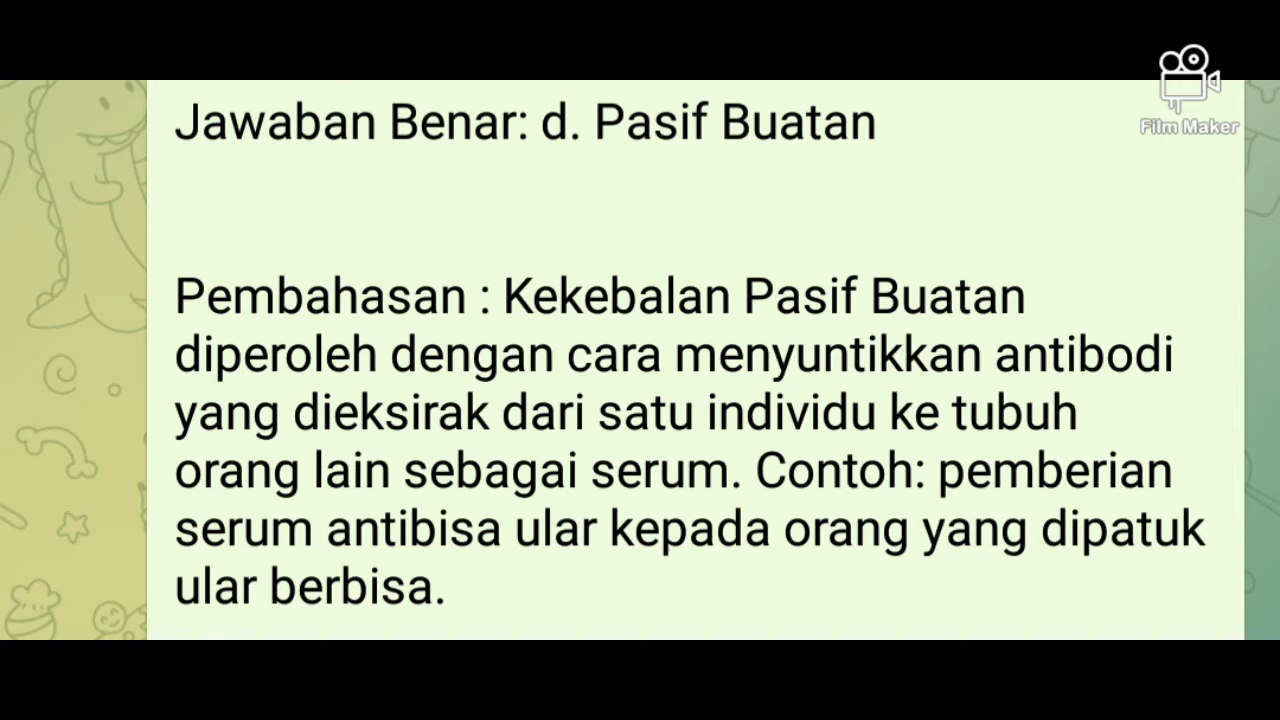 Film Maker
Jawaban Benar: d. Pasif Buatan
Pembahasan : Kekebalan Pasif Buatan
diperoleh dengan cara menyuntikkan antibodi
yang dieksirak dari satu individu ke tubuh
orang lain sebagai serum. Contoh: pemberian
serum antibisa ular kepada orang yang dipatuk
ular berbisa.